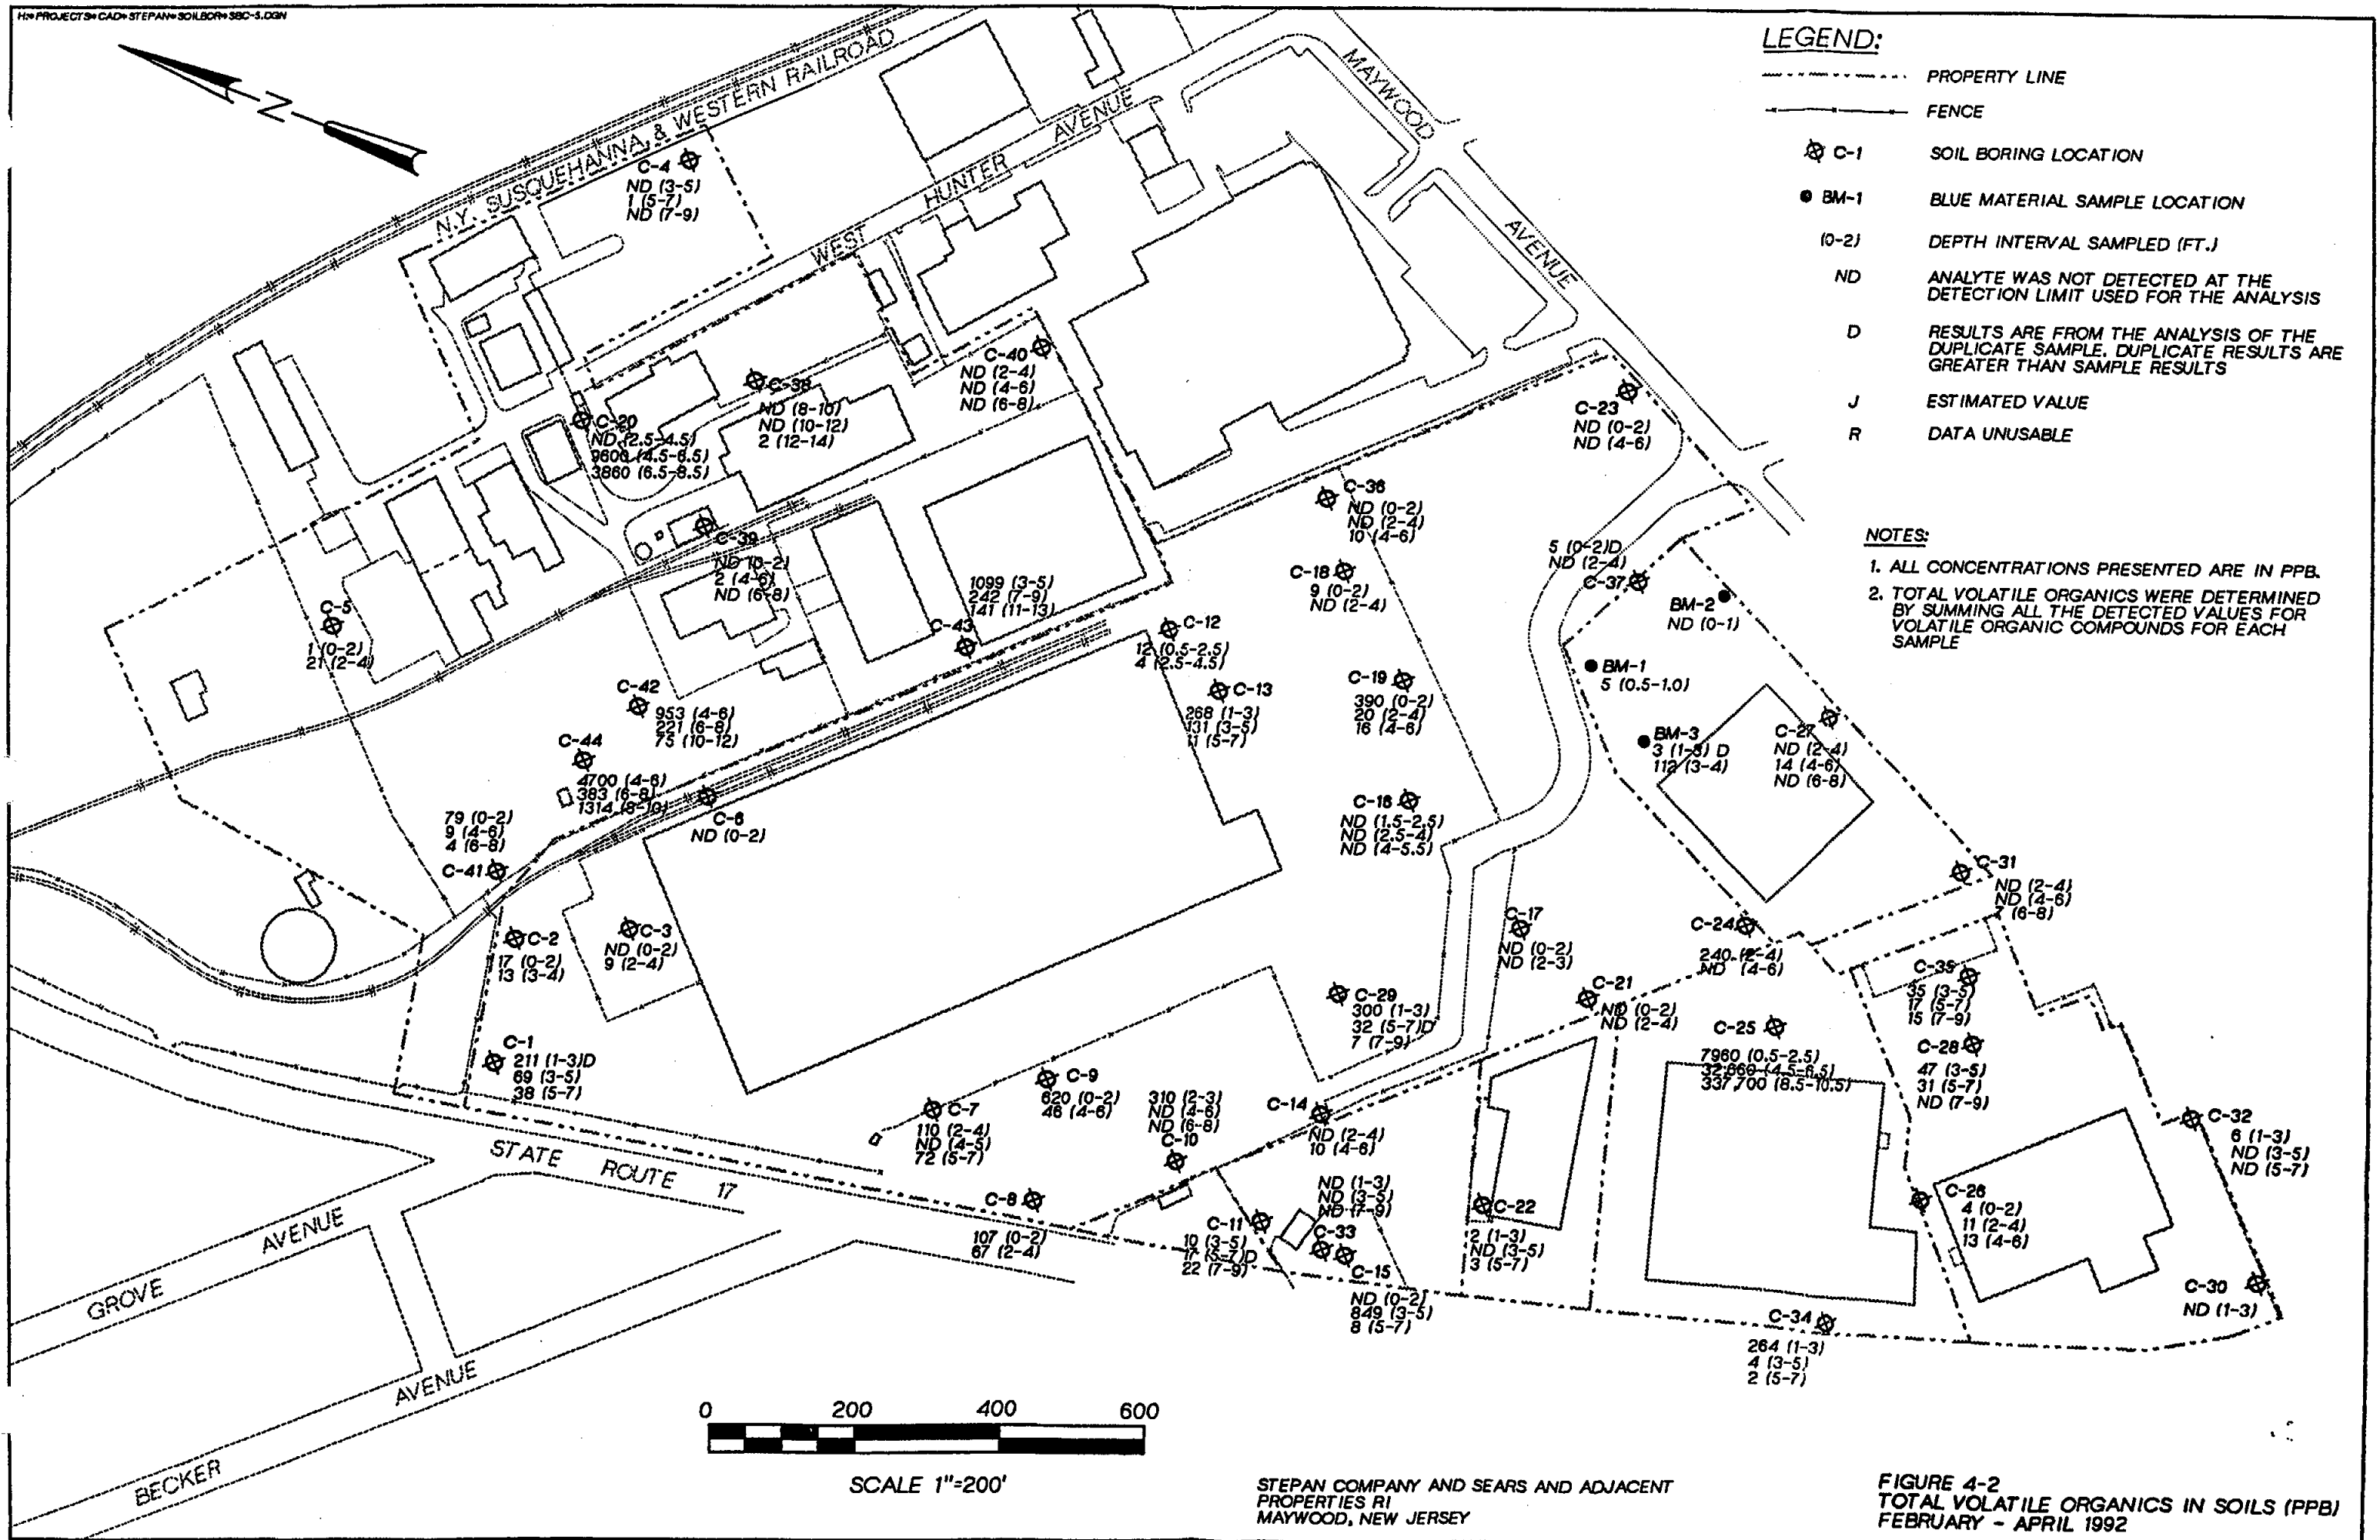 H:•PROJECTS•CAD•STEPAN•SOILBOR•SBC-5.DGN
N
N.Y. SUSQUEHANNA & WESTERN RAILROAD
WEST HUNTER AVENUE
MAYWOOD AVENUE
LEGEND:
PROPERTY LINE
FENCE
C-1 SOIL BORING LOCATION
BM-1 BLUE MATERIAL SAMPLE LOCATION
(0-2) DEPTH INTERVAL SAMPLED (FT.)
ND ANALYTE WAS NOT DETECTED AT THE
DETECTION LIMIT USED FOR THE ANALYSIS
D RESULTS ARE FROM THE ANALYSIS OF THE
DUPLICATE SAMPLE. DUPLICATE RESULTS ARE
GREATER THAN SAMPLE RESULTS
J ESTIMATED VALUE
R DATA UNUSABLE
NOTES:
1. ALL CONCENTRATIONS PRESENTED ARE IN PPB.
2. TOTAL VOLATILE ORGANICS WERE DETERMINED
BY SUMMING ALL THE DETECTED VALUES FOR
VOLATILE ORGANIC COMPOUNDS FOR EACH
SAMPLE
C-4
ND (3-5)
1 (5-7)
ND (7-9)
C-40
ND (2-4)
ND (4-6)
ND (6-8)
C-38
ND (8-10)
ND (10-12)
2 (12-14)
C-20
ND (2.5-4.5)
9600 (4.5-6.5)
3860 (6.5-8.5)
C-23
ND (0-2)
ND (4-6)
C-36
ND (0-2)
ND (2-4)
10 (4-6)
C-39
ND (0-2)
2 (4-6)
ND (6-8)
C-18
9 (0-2)
ND (2-4)
5 (0-2)D
ND (2-4)
C-37
BM-2
ND (0-1)
C-5
1 (0-2)
21 (2-4)
1099 (3-5)
242 (7-9)
141 (11-13)
C-43
C-12
12 (0.5-2.5)
4 (2.5-4.5)
BM-1
5 (0.5-1.0)
C-42
953 (4-6)
221 (6-8)
75 (10-12)
C-13
268 (1-3)
131 (3-5)
11 (5-7)
C-19
390 (0-2)
20 (2-4)
16 (4-6)
BM-3
3 (1-3) D
112 (3-4)
C-27
ND (2-4)
14 (4-6)
ND (6-8)
C-44
4700 (4-6)
383 (6-8)
1314 (8-10)
C-6
ND (0-2)
C-16
ND (1.5-2.5)
ND (2.5-4)
ND (4-5.5)
79 (0-2)
9 (4-6)
4 (6-8)
C-41
C-31
ND (2-4)
ND (4-6)
7 (6-8)
C-2
17 (0-2)
13 (3-4)
C-3
ND (0-2)
9 (2-4)
C-17
ND (0-2)
ND (2-3)
C-24
240 (2-4)
ND (4-6)
C-29
300 (1-3)
32 (5-7)D
7 (7-9)
C-21
ND (0-2)
ND (2-4)
C-35
35 (3-5)
17 (5-7)
15 (7-9)
C-25
7960 (0.5-2.5)
32,660 (4.5-6.5)
337,700 (8.5-10.5)
C-28
47 (3-5)
31 (5-7)
ND (7-9)
C-1
211 (1-3)D
69 (3-5)
38 (5-7)
C-9
620 (0-2)
46 (4-6)
C-7
110 (2-4)
ND (4-5)
72 (5-7)
310 (2-3)
ND (4-6)
ND (6-8)
C-10
C-14
ND (2-4)
10 (4-6)
C-32
6 (1-3)
ND (3-5)
ND (5-7)
STATE ROUTE 17
C-8
107 (0-2)
67 (2-4)
C-11
10 (3-5)
17 (5-7)D
22 (7-9)
ND (1-3)
ND (3-5)
ND (7-9)
C-33
C-15
ND (0-2)
849 (3-5)
8 (5-7)
C-22
2 (1-3)
ND (3-5)
3 (5-7)
C-26
4 (0-2)
11 (2-4)
13 (4-6)
C-30
ND (1-3)
C-34
264 (1-3)
4 (3-5)
2 (5-7)
GROVE AVENUE
BECKER AVENUE
0 200 400 600
SCALE 1"=200'
STEPAN COMPANY AND SEARS AND ADJACENT
PROPERTIES RI
MAYWOOD, NEW JERSEY
FIGURE 4-2
TOTAL VOLATILE ORGANICS IN SOILS (PPB)
FEBRUARY - APRIL 1992